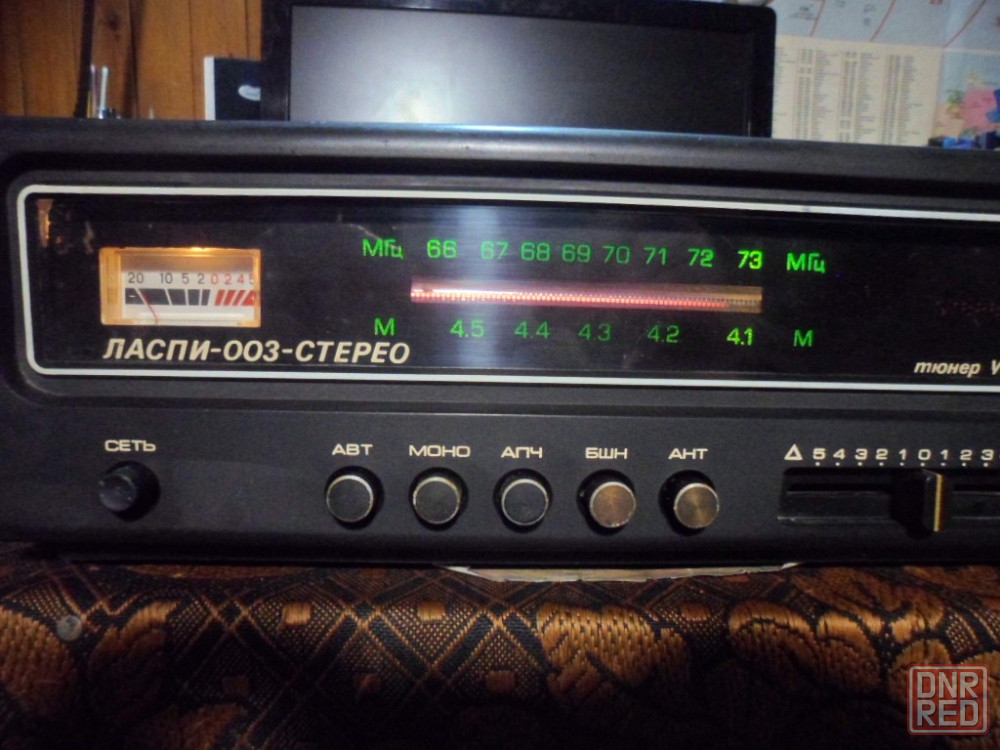 МГц 66 67 68 69 70 71 72 73 МГц
20 10 5 2 0 2 4 5
М 4.5 4.4 4.3 4.2 4.1 М
ЛАСПИ-003-СТЕРЕО
тюнер
СЕТЬ АВТ МОНО АПЧ БШН АНТ
Δ 5 4 3 2 1 0 1 2 3
DNR
RED